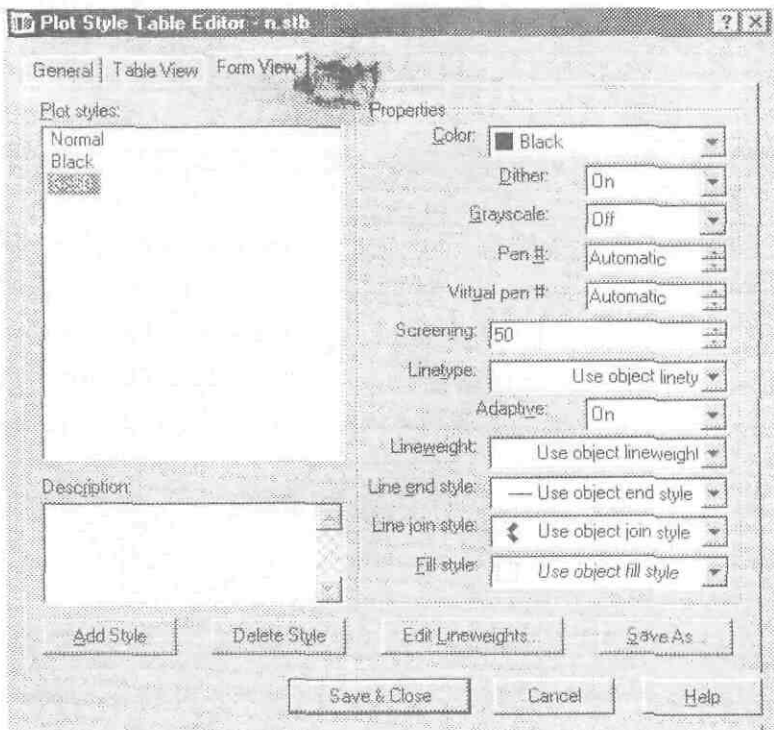 Plot Style Table Editor - n.stb
General
Table View
Form View
Plot styles:
Normal
Black
Description:
Properties
Color: Black
Dither: On
Grayscale: Off
Pen #: Automatic
Virtual pen #: Automatic
Screening: 50
Linetype: Use object linety
Adaptive: On
Lineweight: Use object lineweight
Line end style: Use object end style
Line join style: Use object join style
Fill style: Use object fill style
Add Style
Delete Style
Edit Lineweights...
Save As
Save & Close
Cancel
Help